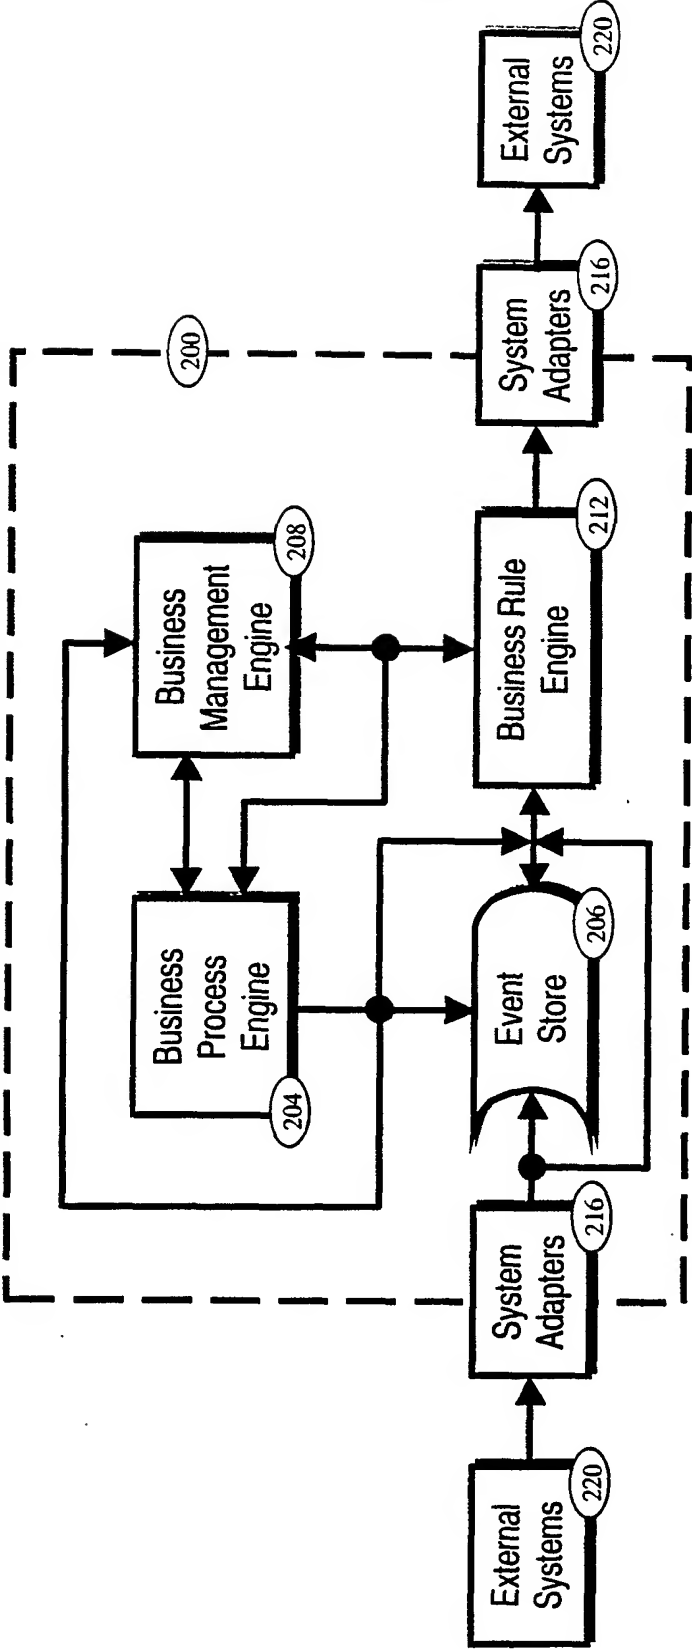 200
Business
Process
Engine
204
Business
Management
Engine
208
External
Systems
220
System
Adapters
216
Event
Store
206
Business Rule
Engine
212
System
Adapters
216
External
Systems
220